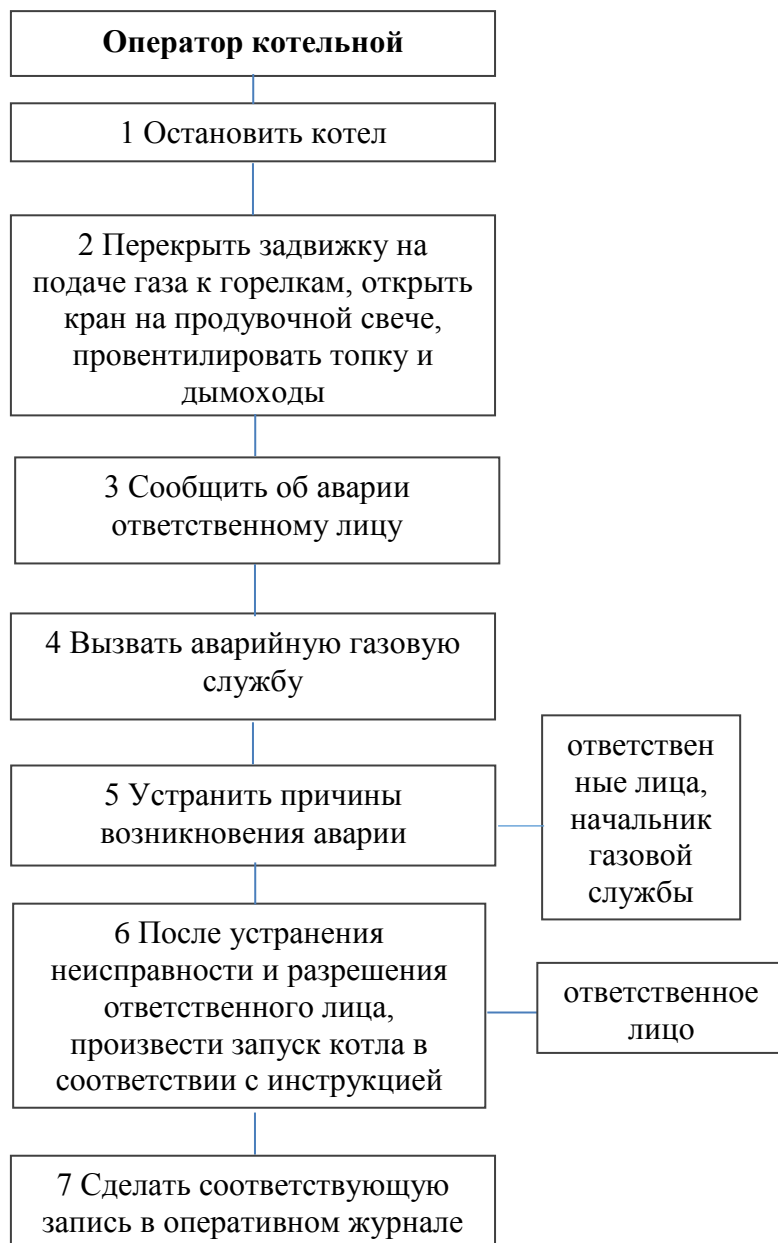 Оператор котельной
1 Остановить котел
2 Перекрыть задвижку на
подаче газа к горелкам, открыть
кран на продувочной свече,
провентилировать топку и
дымоходы
3 Сообщить об аварии
ответственному лицу
4 Вызвать аварийную газовую
службу
5 Устранить причины
возникновения аварии
ответствен
ные лица,
начальник
газовой
службы
6 После устранения
неисправности и разрешения
ответственного лица,
произвести запуск котла в
соответствии с инструкцией
ответственное
лицо
7 Сделать соответствующую
запись в оперативном журнале